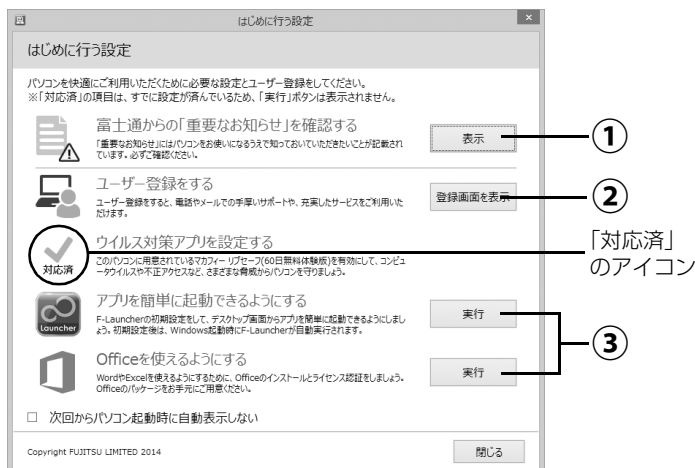 はじめに行う設定
はじめに行う設定
パソコンを快適にご利用いただくために必要な設定とユーザー登録をしてください。
※「対応済」の項目は、すでに設定が済んでいるため、「実行」ボタンは表示されません。
富士通からの「重要なお知らせ」を確認する
「重要なお知らせ」にはパソコンをお使いになるうえで知っておいていただきたいことが記載され
ています。必ずご確認ください。
表示
①
ユーザー登録をする
ユーザー登録をすると、電話やメールでの手厚いサポートや、充実したサービスをご利用いた
だけます。
登録画面を表示
②
対応済
ウイルス対策アプリを設定する
このパソコンに用意されているマカフィー リブセーフ(60日無料体験版)を有効にして、コンピュ
ータウイルスや不正アクセスなど、さまざまな脅威からパソコンを守りましょう。
「対応済」
のアイコン
Launcher
アプリを簡単に起動できるようにする
F-Launcherの初期設定をして、デスクトップ画面からアプリを簡単に起動できるようにしまし
ょう。初期設定後は、Windows起動時にF-Launcherが自動実行されます。
実行
③
Officeを使えるようにする
WordやExcelを使えるようにするために、Officeのインストールとライセンス認証をしましょう。
Officeのパッケージをお手元にご用意ください。
実行
次回からパソコン起動時に自動表示しない
Copyright FUJITSU LIMITED 2014
閉じる